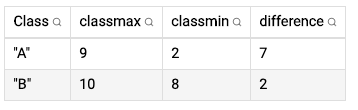 Class classmax classmin difference
"A" 9 2 7
"B" 10 8 2